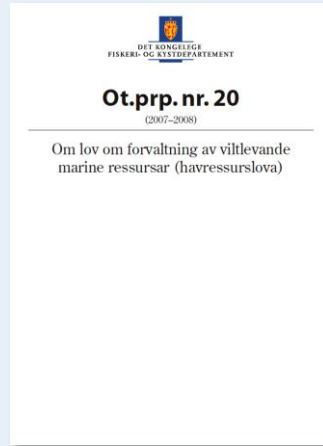 DET KONGELEGE
FISKERI- OG KYSTDEPARTEMENT
Ot.prp. nr. 20
(2007–2008)
Om lov om forvaltning av viltlevande
marine ressursar (havressurslova)